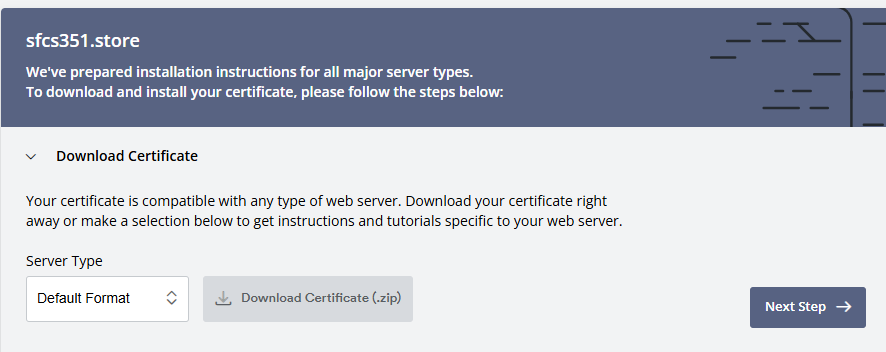 sfcs351.store
We've prepared installation instructions for all major server types.
To download and install your certificate, please follow the steps below:
Download Certificate
Your certificate is compatible with any type of web server. Download your certificate right
away or make a selection below to get instructions and tutorials specific to your web server.
Server Type
Default Format
Download Certificate (.zip)
Next Step